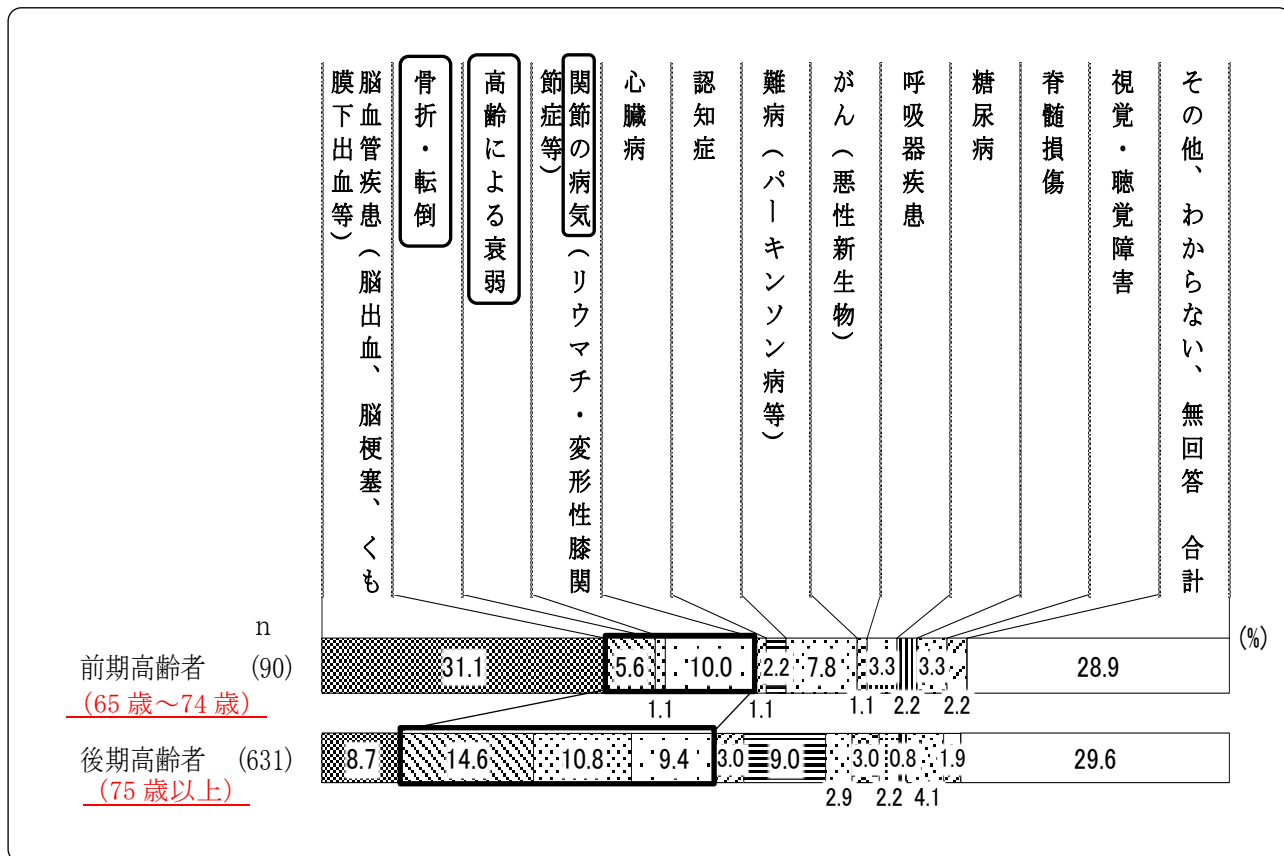 脳血管疾患（脳出血、脳梗塞、くも
膜下出血等）
骨折・転倒
高齢による衰弱
関節の病気（リウマチ・変形性膝関
節症等）
心臓病
認知症
難病（パーキンソン病等）
がん（悪性新生物）
呼吸器疾患
糖尿病
脊髄損傷
視覚・聴覚障害
その他、わからない、無回答　合計
n
(%)
前期高齢者 (90)
（65歳～74歳）
31.1 5.6 1.1 10.0 1.1 2.2 7.8 1.1 3.3 2.2 3.3 2.2 28.9
後期高齢者 (631)
（75歳以上）
8.7 14.6 10.8 9.4 3.0 9.0 2.9 3.0 2.2 0.8 4.1 1.9 29.6